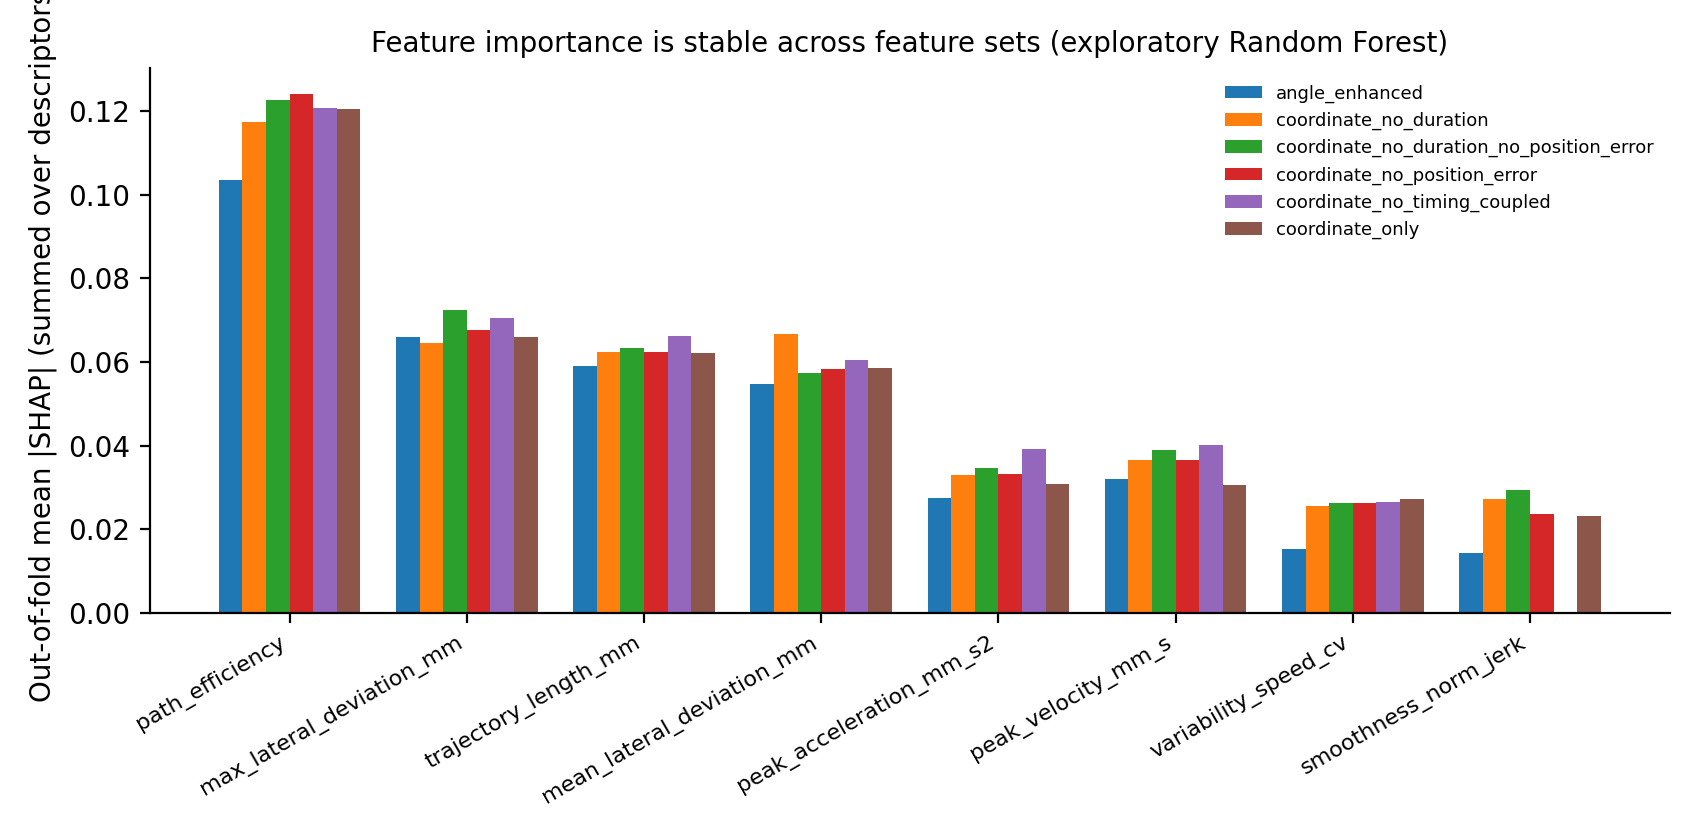 Feature importance is stable across feature sets (exploratory Random Forest)
Out-of-fold mean |SHAP| (summed over descriptors
0.12
0.10
0.08
0.06
0.04
0.02
0.00
angle_enhanced
coordinate_no_duration
coordinate_no_duration_no_position_error
coordinate_no_position_error
coordinate_no_timing_coupled
coordinate_only
path_efficiency
max_lateral_deviation_mm
trajectory_length_mm
mean_lateral_deviation_mm
peak_acceleration_mm_s2
peak_velocity_mm_s
variability_speed_cv
smoothness_norm_jerk